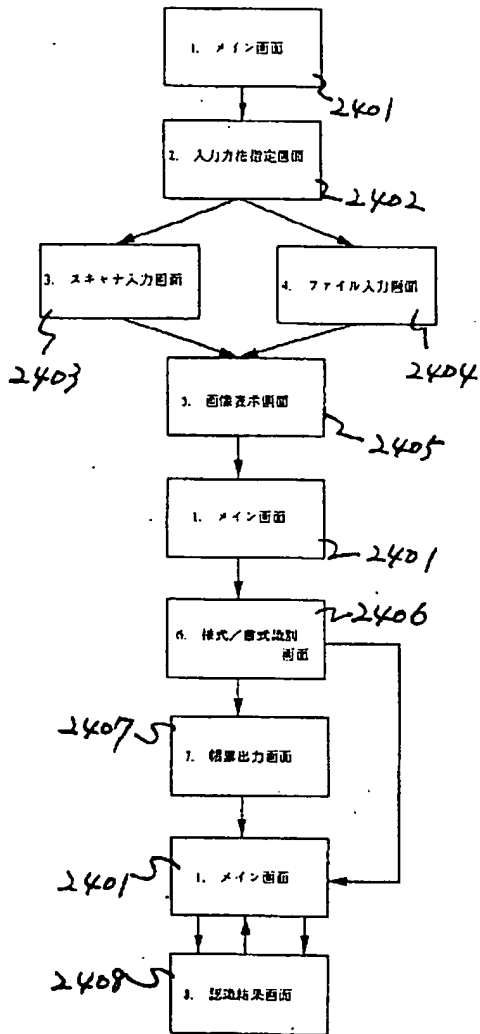 1. メイン画面
2401
2. 入力方法指定画面
2402
3. スキャナ入力画面
2403
4. ファイル入力画面
2404
5. 画像表示画面
2405
1. メイン画面
2401
2406
6. 様式/書式識別
画面
2407
7. 帳票出力画面
1. メイン画面
2401
8. 認識結果画面
2408